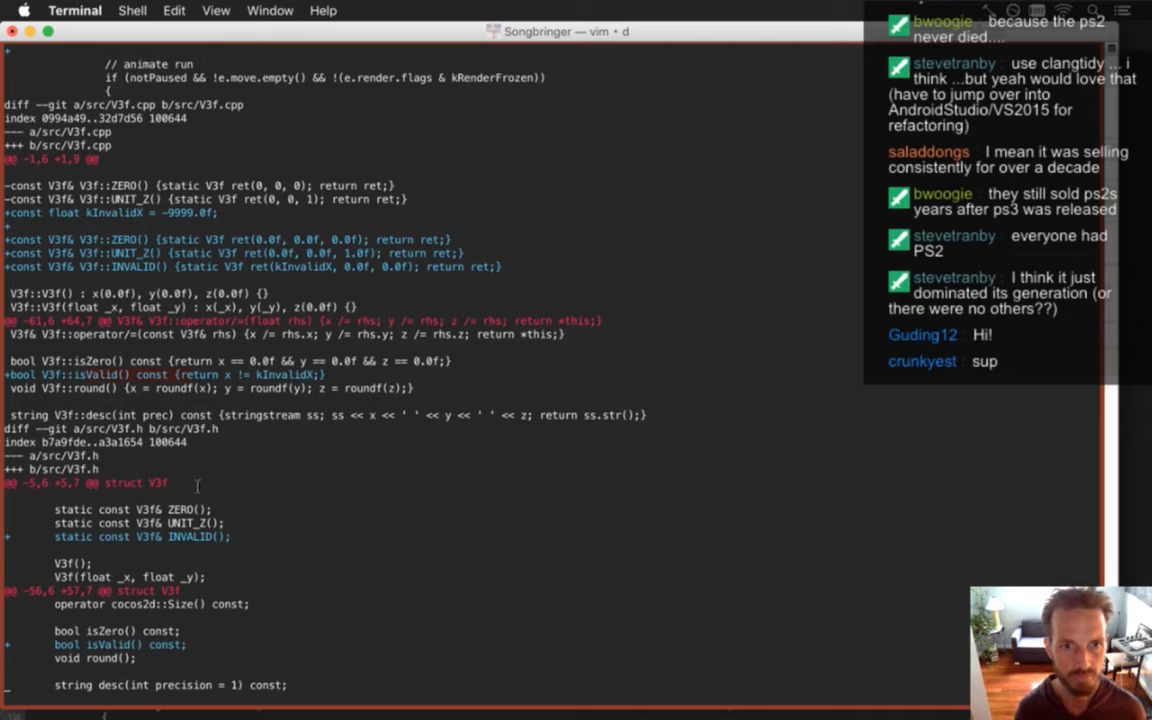 Terminal Shell Edit View Window Help
Songbringer — vim • d
+
// animate run
if (notPaused && !e.move.empty() && !(e.render.flags & kRenderFrozen))
{
diff --git a/src/V3f.cpp b/src/V3f.cpp
index 0994a49..32d7d56 100644
--- a/src/V3f.cpp
+++ b/src/V3f.cpp
@@ -1,6 +1,9 @@
-const V3f& V3f::ZERO() {static V3f ret(0, 0, 0); return ret;}
-const V3f& V3f::UNIT_Z() {static V3f ret(0, 0, 1); return ret;}
+const float kInvalidX = -9999.0f;
+
+const V3f& V3f::ZERO() {static V3f ret(0.0f, 0.0f, 0.0f); return ret;}
+const V3f& V3f::UNIT_Z() {static V3f ret(0.0f, 0.0f, 1.0f); return ret;}
+const V3f& V3f::INVALID() {static V3f ret(kInvalidX, 0.0f, 0.0f); return ret;}
V3f::V3f() : x(0.0f), y(0.0f), z(0.0f) {}
V3f::V3f(float _x, float _y) : x(_x), y(_y), z(0.0f) {}
@@ -61,6 +64,7 @@ V3f& V3f::operator/=(float rhs) {x /= rhs; y /= rhs; z /= rhs; return *this;}
V3f& V3f::operator/=(const V3f& rhs) {x /= rhs.x; y /= rhs.y; z /= rhs.z; return *this;}
bool V3f::isZero() const {return x == 0.0f && y == 0.0f && z == 0.0f;}
+bool V3f::isValid() const {return x != kInvalidX;}
void V3f::round() {x = roundf(x); y = roundf(y); z = roundf(z);}
string V3f::desc(int prec) const {stringstream ss; ss << x << ' ' << y << ' ' << z; return ss.str();}
diff --git a/src/V3f.h b/src/V3f.h
index b7a9fde..a3a1654 100644
--- a/src/V3f.h
+++ b/src/V3f.h
@@ -5,6 +5,7 @@ struct V3f
static const V3f& ZERO();
static const V3f& UNIT_Z();
+ static const V3f& INVALID();
V3f();
V3f(float _x, float _y);
@@ -56,6 +57,7 @@ struct V3f
operator cocos2d::Size() const;
bool isZero() const;
+ bool isValid() const;
void round();
string desc(int precision = 1) const;
{
bwoogie because the ps2
never died....
stevetranby use clangtidy ... i
think ...but yeah would love that
(have to jump over into
AndroidStudio/VS2015 for
refactoring)
saladdongs I mean it was selling
consistently for over a decade
bwoogie they still sold ps2s
years after ps3 was released
stevetranby everyone had
PS2
stevetranby I think it just
dominated its generation (or
there were no others??)
Guding12 Hi!
crunkyest sup